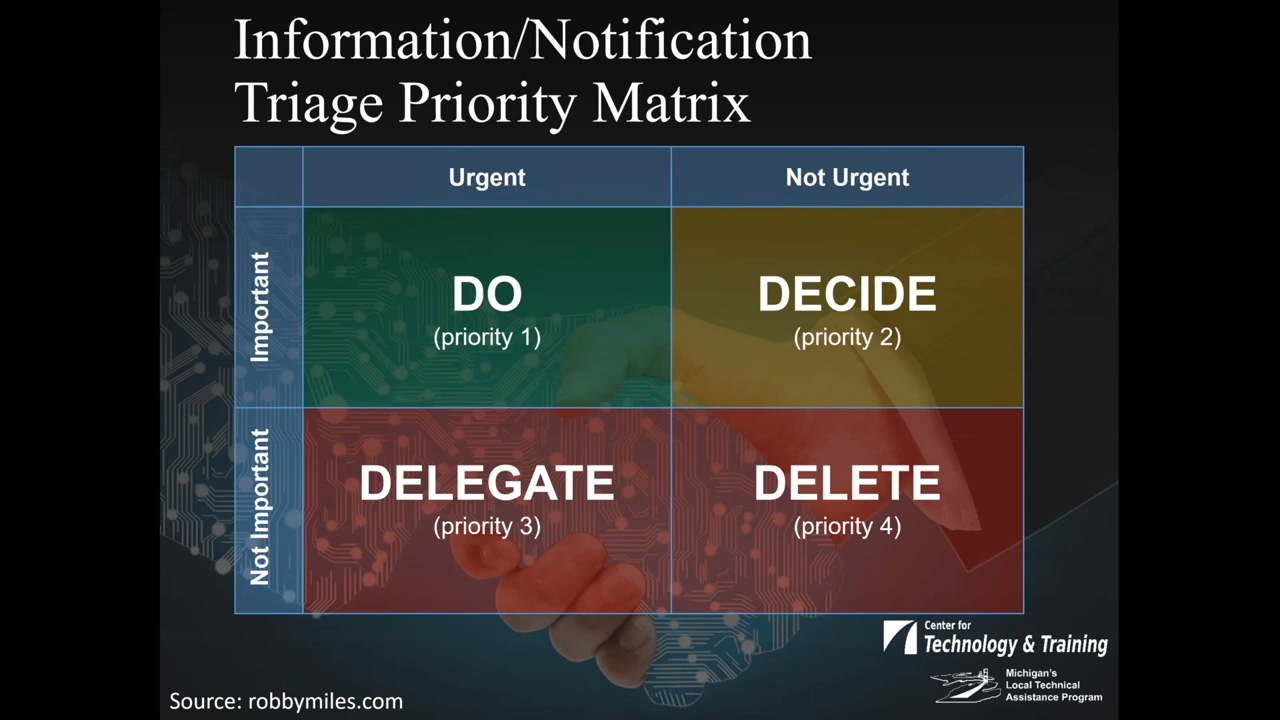 Information/Notification
Triage Priority Matrix
Urgent
Not Urgent
Important
DO
(priority 1)
DECIDE
(priority 2)
Not Important
DELEGATE
(priority 3)
DELETE
(priority 4)
Center for
Technology & Training
Michigan's
Local Technical
Assistance Program
Source: robbymiles.com